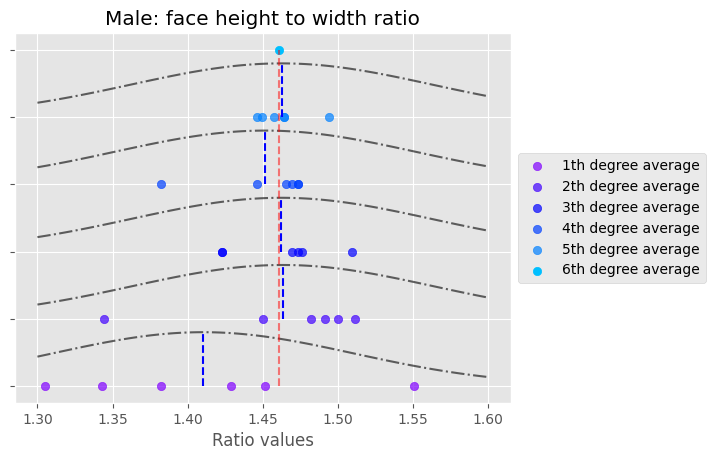 Male: face height to width ratio
1th degree average
2th degree average
3th degree average
4th degree average
5th degree average
6th degree average
1.30 1.35 1.40 1.45 1.50 1.55 1.60
Ratio values